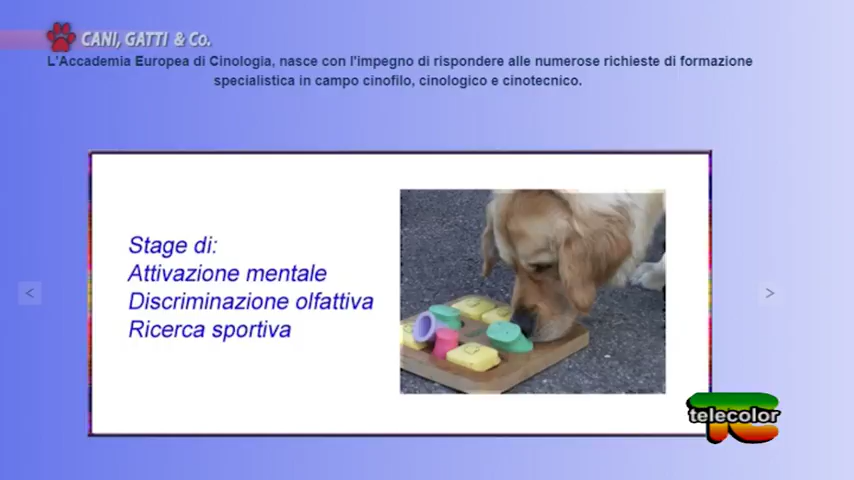 CANI, GATTI & Co.
L'Accademia Europea di Cinologia, nasce con l'impegno di rispondere alle numerose richieste di formazione
specialistica in campo cinofilo, cinologico e cinotecnico.
Stage di:
Attivazione mentale
Discriminazione olfattiva
Ricerca sportiva
<
>
telecolor